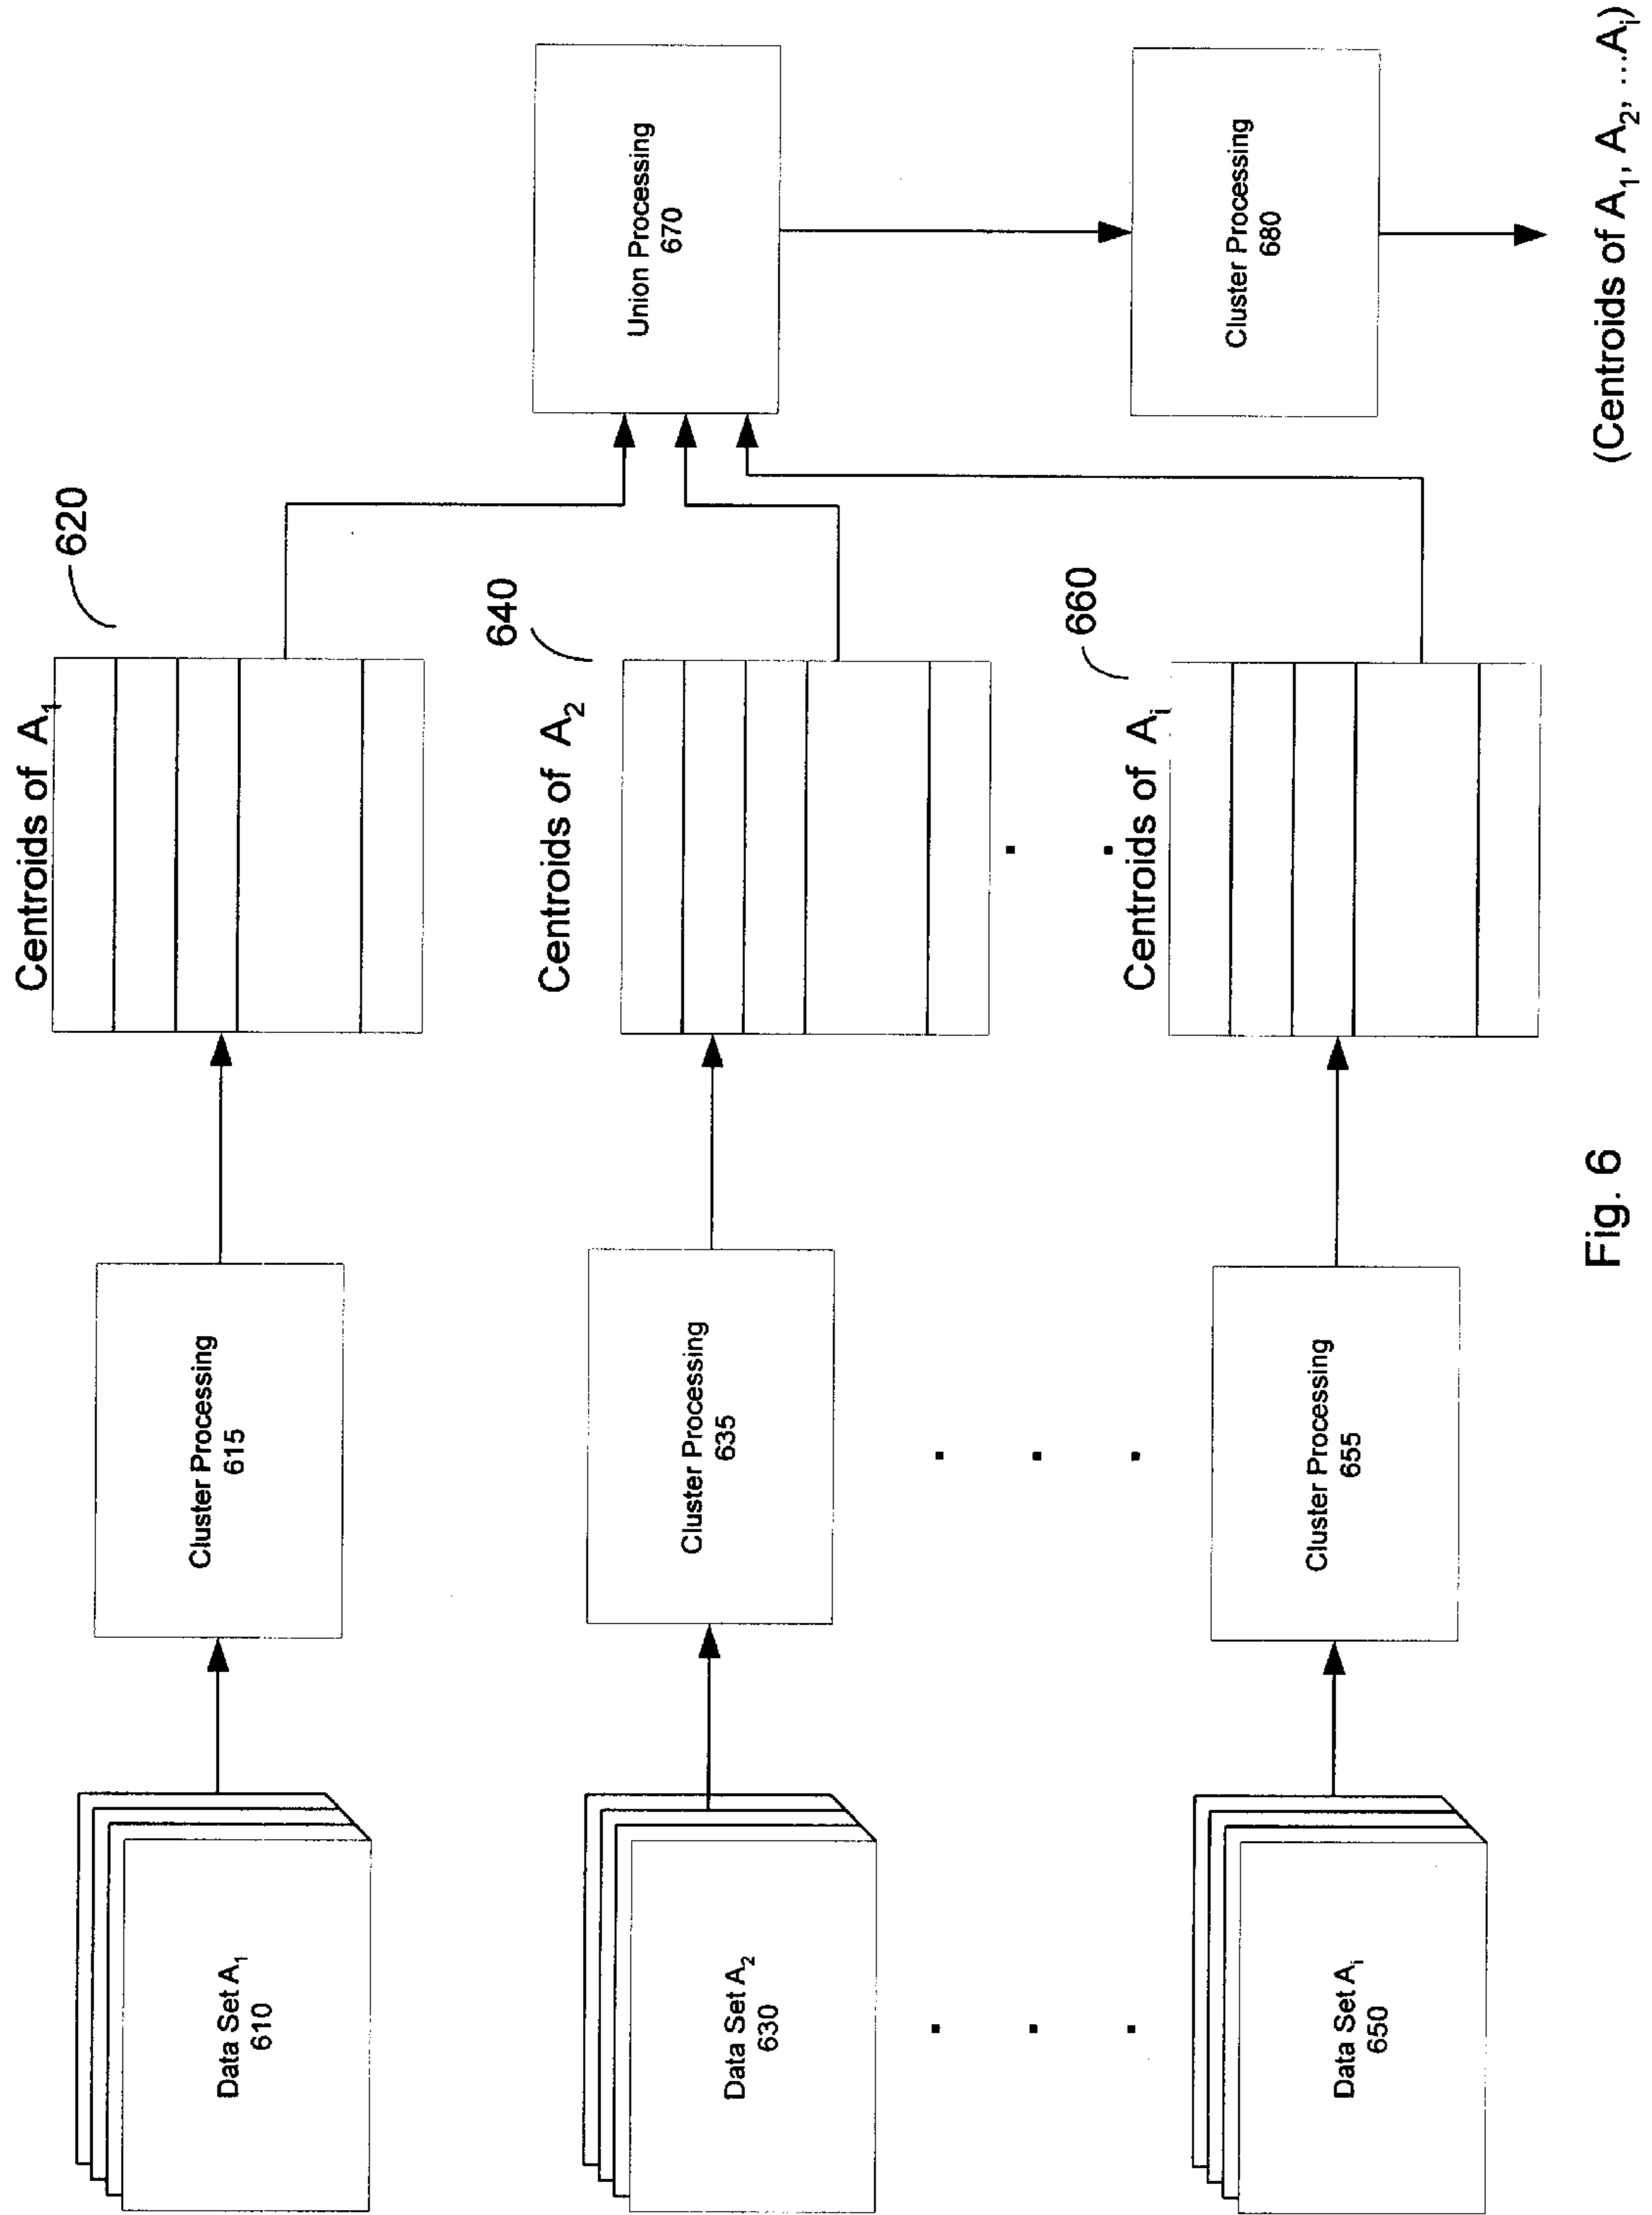 Data Set A₁
610
Cluster Processing
615
Centroids of A₁
620
Data Set A₂
630
Cluster Processing
635
Centroids of A₂
640
Data Set Aᵢ
650
Cluster Processing
655
Centroids of Aᵢ
660
Union Processing
670
Cluster Processing
680
(Centroids of A₁, A₂, ...Aᵢ)
Fig. 6